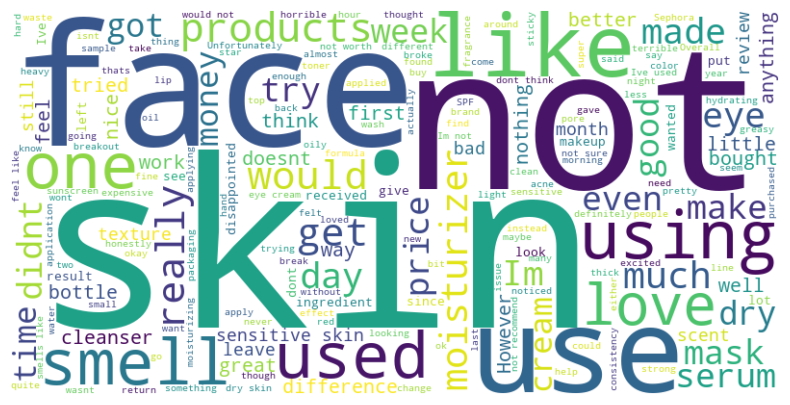 hard
waste
isnt
sample
heavy
would not
horrible
hour
thought
take
thing
star
Unfortunately
almost
thats
lip
going
oil
know
breakout
got
products
week
Ive
still
tried
feel
left
nice
money
try
think
first
not worth
different
broke
found
buy
enough
toner
applied
top
back
wash
actually
around
fragrance
sticky
super
said
come
dont think
SPF
brand
find
Im not
like
Sephora
Overall
terrible
say
color
Ive used
night
less
better
made
review
put
year
anything
hydrating
greasy
face
not
one
work
see
feel like
fine
expensive
sunscreen
wont
application
didnt
texture
honestly
okay
two
result
bottle
water
small
time
cleanser
smells like
go
quite
wasnt
return
something
dry skin
want
moisturizing
smell
really
applying
would
doesnt
disappointed
hand
oily
formula
eye cream
received
felt
loved
get
trying
day
way
break
dont
ingredient
without
apply
never
effect
red
looking
since
sensitive skin
leave
great
though
used
difference
change
ok
skin
give
price
new
bit
moisturizer
pore
gave
makeup
not sure
morning
bad
clean
acne
light
sensitive
nothing
month
wanted
good
eye
little
bought
need
pretty
seem
purchased
instead
definitely
people
maybe
even
make
using
Im
look
many
excited
thick
either
line
much
well
lot
love
dry
However
issue
noticed
not recommend
last
cream
could
help
consistency
strong
scent
mask
serum
use